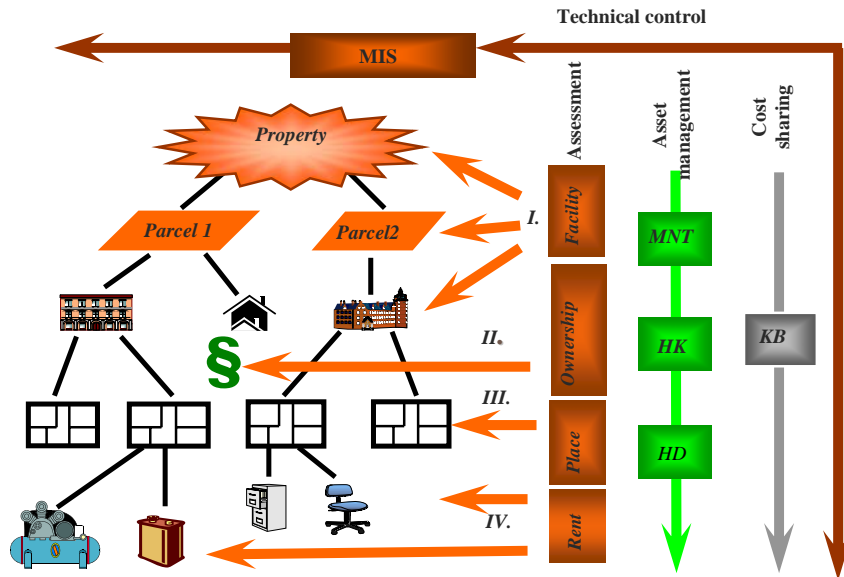 Technical control
MIS
Assessment
Asset
management
Cost
sharing
Property
Parcel 1
Parcel2
I.
Facility
MNT
II.
Ownership
HK
KB
§
III.
Place
HD
IV.
Rent